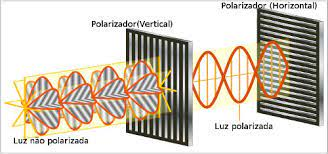 Polarizador (Horizontal)
Polarizador(Vertical)
Luz não polarizada
Luz polarizada